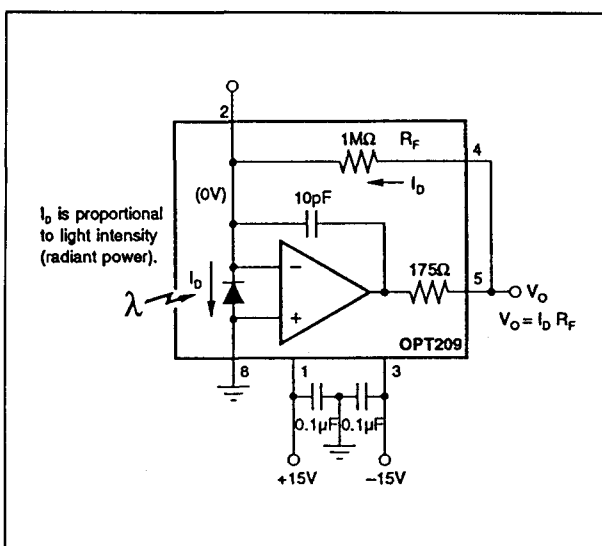 2
1MΩ R_F
4
(0V)
I_D
10pF
I_D is proportional
to light intensity
(radiant power).
I_D
175Ω
5
V_O
λ
V_O = I_D R_F
–
+
OPT209
8
1
3
0.1µF 0.1µF
+15V
–15V